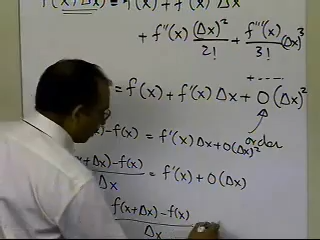 f(x+Δx) = f(x) + f'(x) Δx
+ f''(x) (Δx)²/2! + f'''(x)/3! (Δx)³
+ .....
= f(x) + f'(x) Δx + O(Δx)²
order
) - f(x) = f'(x) Δx + O(Δx)²
+Δx) - f(x) / Δx = f'(x) + O(Δx)
f(x+Δx) - f(x) / Δx